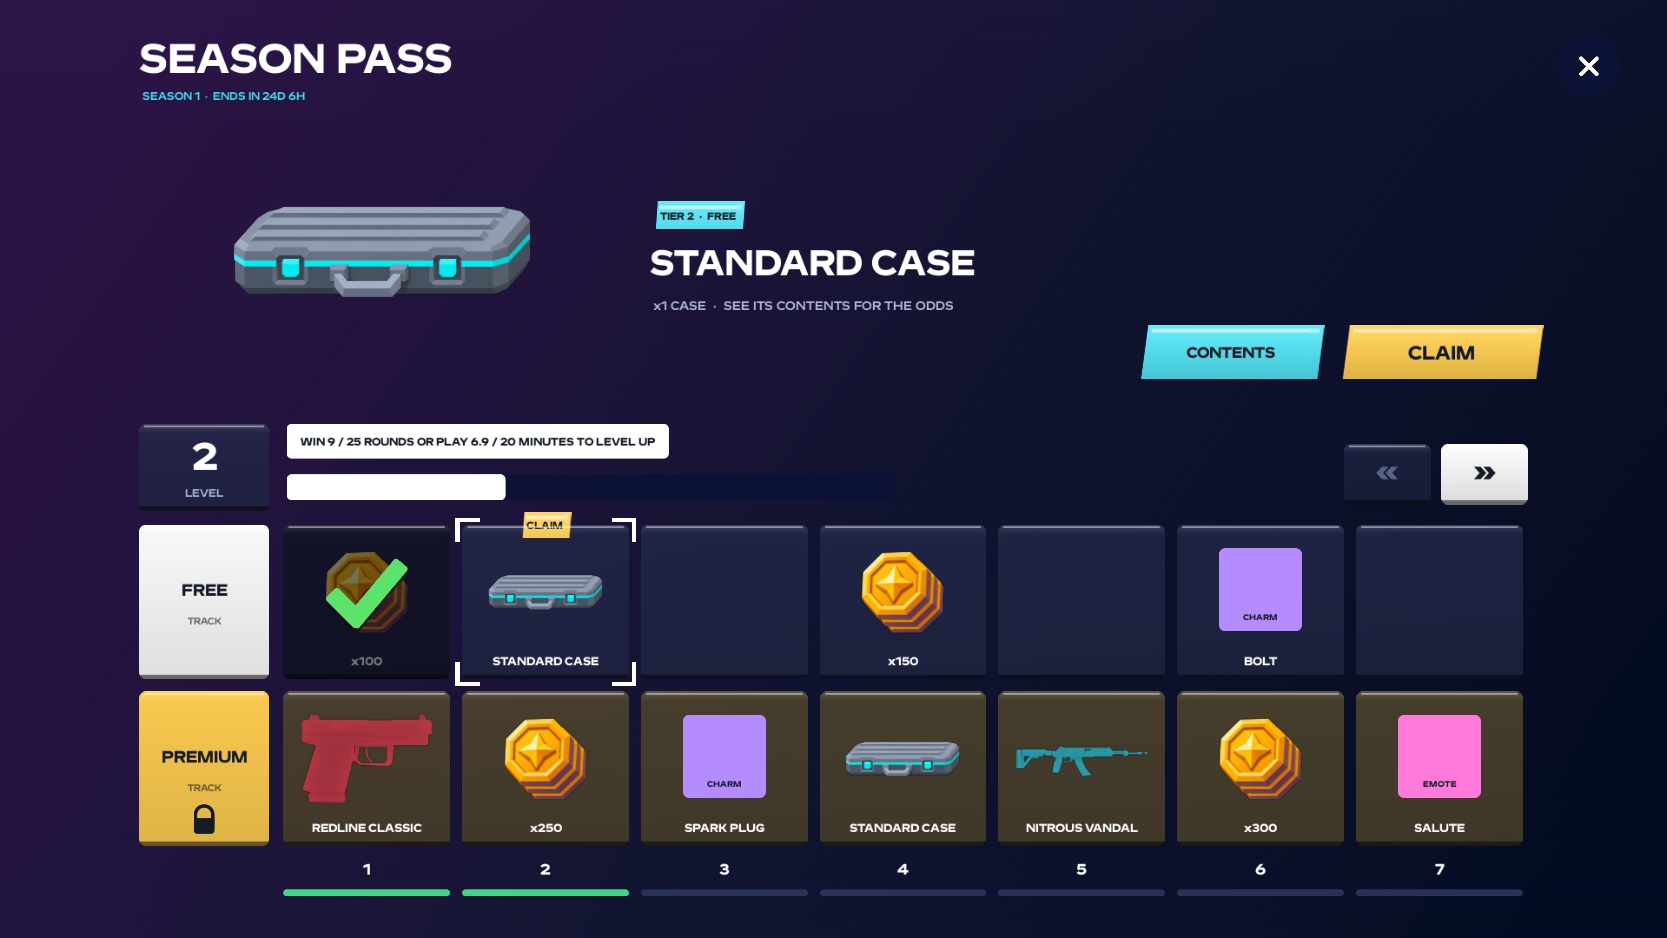 SEASON PASS
SEASON 1 · ENDS IN 24D 6H
TIER 2 · FREE
STANDARD CASE
x1 CASE · SEE ITS CONTENTS FOR THE ODDS
CONTENTS
CLAIM
2
LEVEL
WIN 9 / 25 ROUNDS OR PLAY 6.9 / 20 MINUTES TO LEVEL UP
FREE
TRACK
x100
CLAIM
STANDARD CASE
x150
CHARM
BOLT
PREMIUM
TRACK
REDLINE CLASSIC
x250
CHARM
SPARK PLUG
STANDARD CASE
NITROUS VANDAL
x300
EMOTE
SALUTE
1
2
3
4
5
6
7